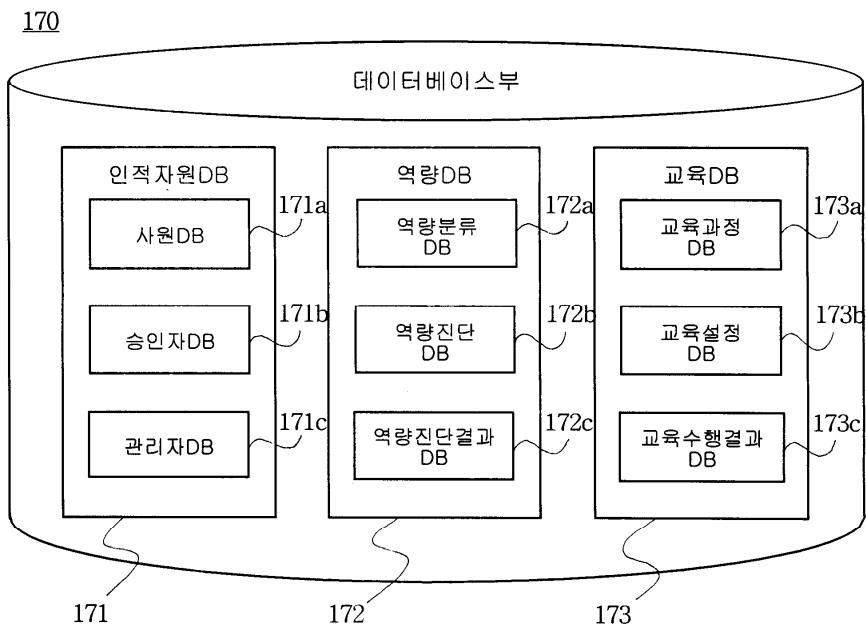 170
데이터베이스부
인적자원DB
사원DB
171a
승인자DB
171b
관리자DB
171c
171
역량DB
역량분류
DB
172a
역량진단
DB
172b
역량진단결과
DB
172c
172
교육DB
교육과정
DB
173a
교육설정
DB
173b
교육수행결과
DB
173c
173